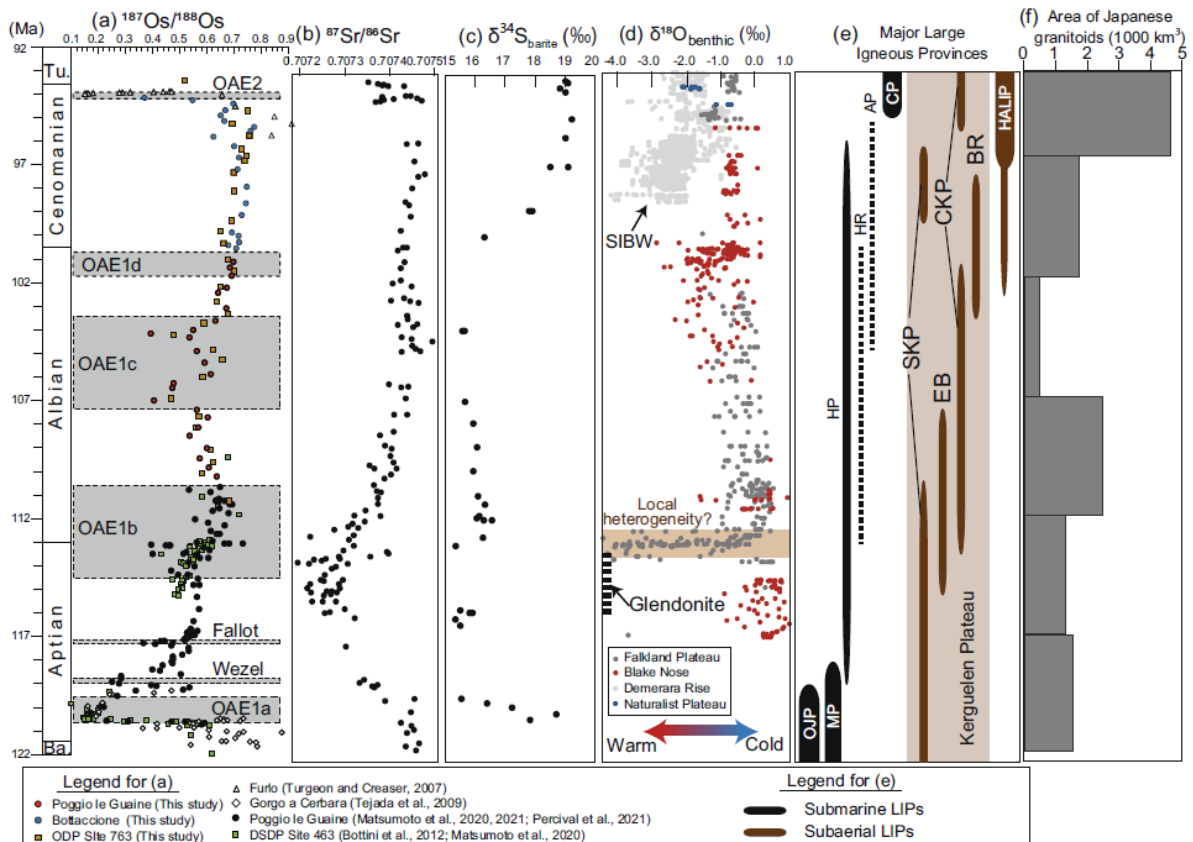 (Ma)
(a) 187Os/188Os
0.1 0.2 0.3 0.4 0.5 0.6 0.7 0.8 0.9
92
97
102
107
112
117
122
Tu.
Cenomanian
Albian
Aptian
Ba.
OAE2
OAE1d
OAE1c
OAE1b
Fallot
Wezel
OAE1a
(b) 87Sr/86Sr
0.7072 0.7073 0.7074 0.7075
(c) δ34Sbarite (‰)
15 16 17 18 19 20
(d) δ18Obenthic (‰)
-4.0 -3.0 -2.0 -1.0 0.0 1.0
SIBW
Local
heterogeneity?
Glendonite
Falkland Plateau
Blake Nose
Demerara Rise
Naturalist Plateau
Warm
Cold
(e) Major Large
Igneous Provinces
OJP
MP
HP
HR
AP
CP
SKP
EB
CKP
BR
HALIP
Kerguelen Plateau
(f) Area of Japanese
granitoids (1000 km3)
0 1 2 3 4 5
Legend for (a)
Poggio le Guaine (This study)
Bottaccione (This study)
ODP SIte 763 (This study)
Furlo (Turgeon and Creaser, 2007)
Gorgo a Cerbara (Tejada et al., 2009)
Poggio le Guaine (Matsumoto et al., 2020, 2021; Percival et al., 2021)
DSDP Site 463 (Bottini et al., 2012; Matsumoto et al., 2020)
Legend for (e)
Submarine LIPs
Subaerial LIPs